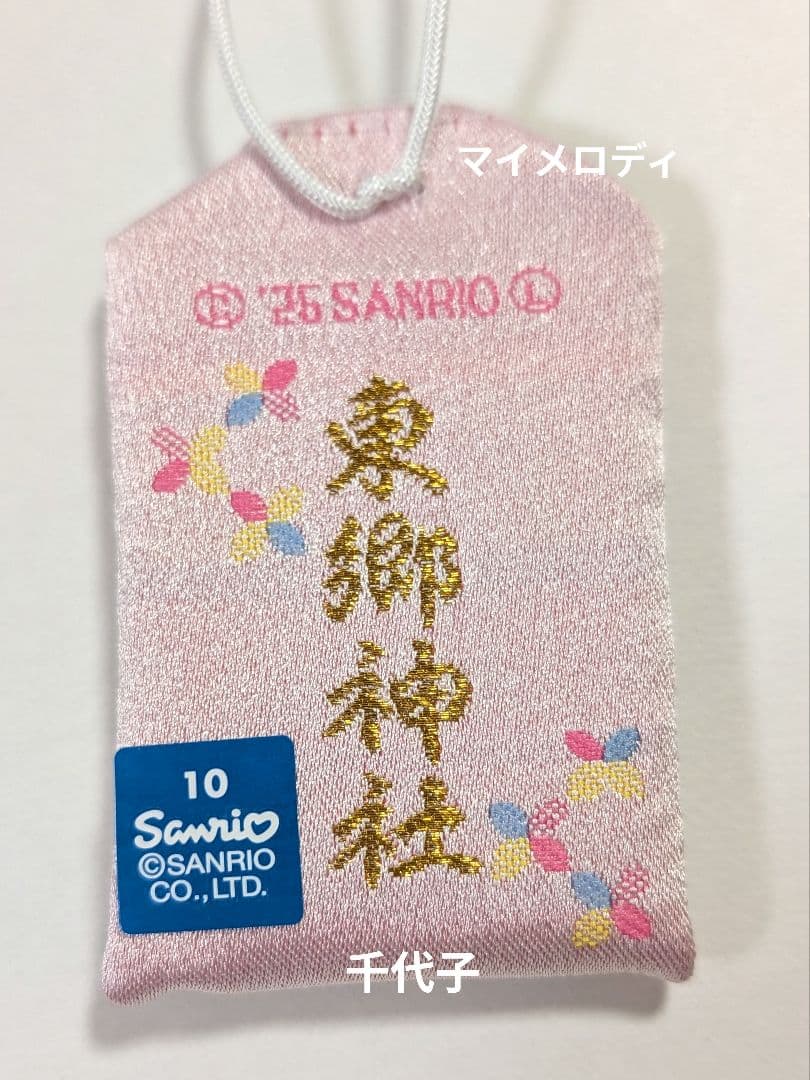 マイメロディ
Ⓒ '25 SANRIO Ⓛ
東郷神社
10
Sanrio
©SANRIO
CO.,LTD.
千代子